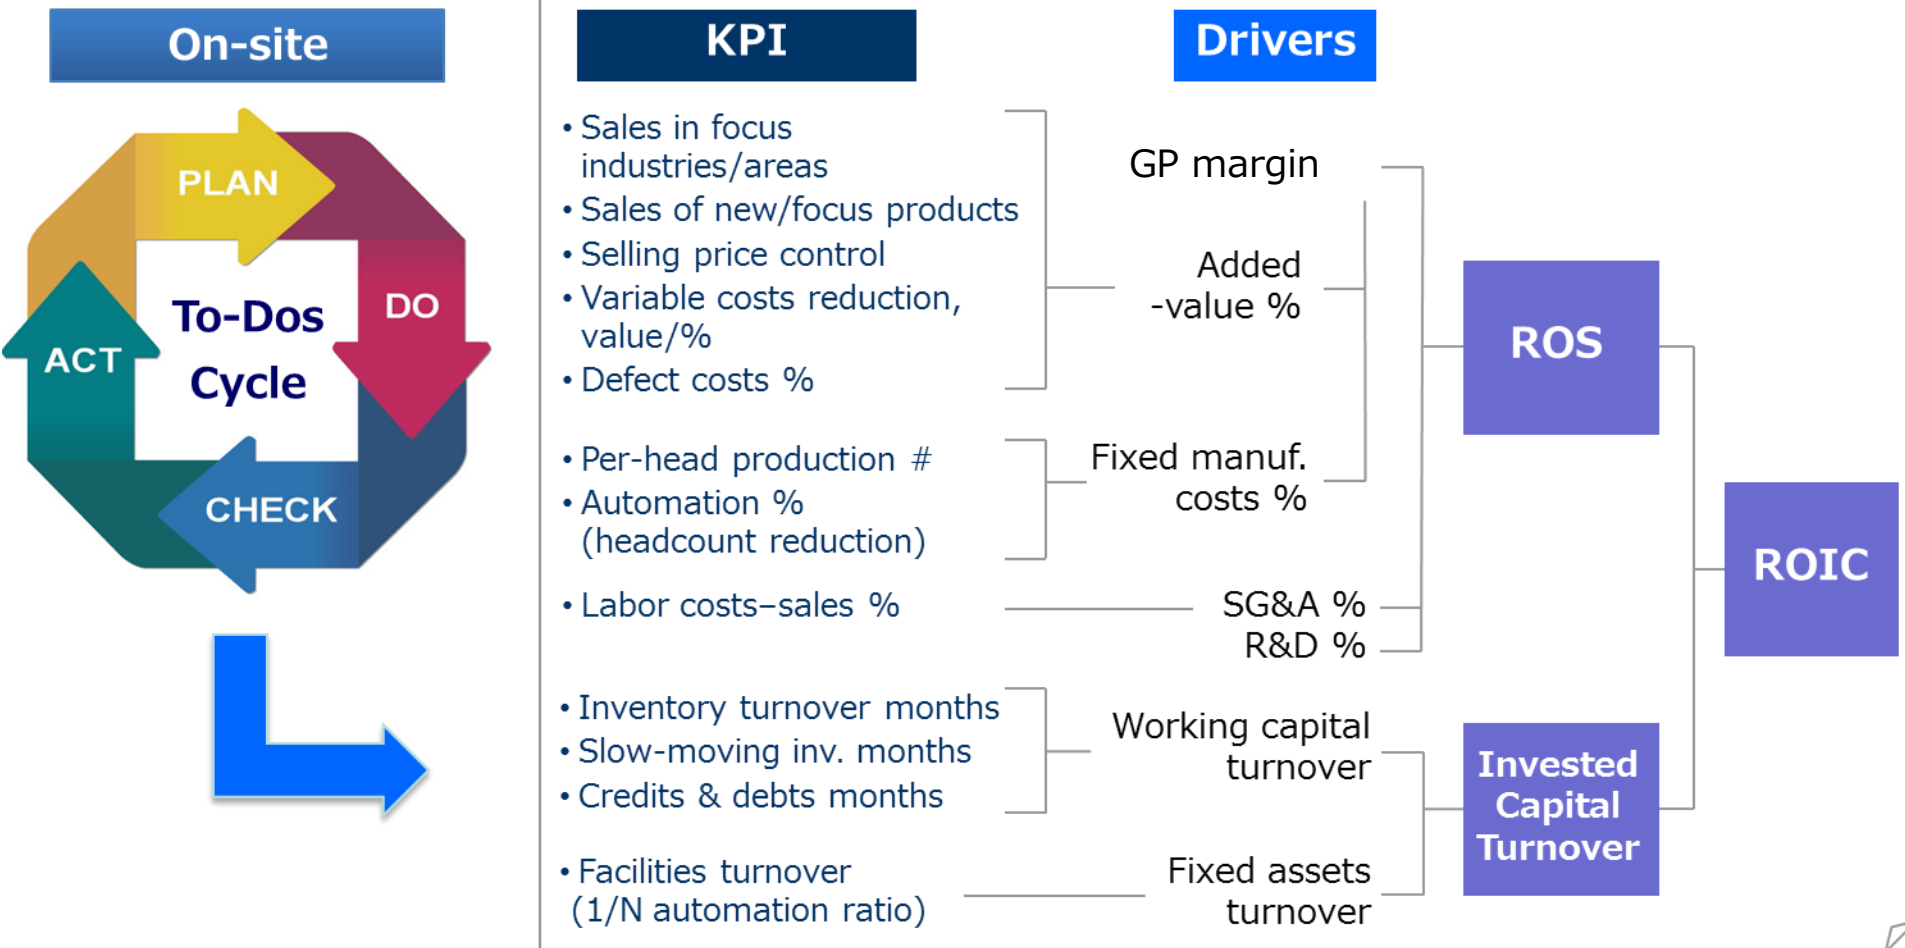 On-site
PLAN
DO
CHECK
ACT
To-Dos
Cycle
KPI
• Sales in focus
industries/areas
• Sales of new/focus products
• Selling price control
• Variable costs reduction,
value/%
• Defect costs %
• Per-head production #
• Automation %
(headcount reduction)
• Labor costs–sales %
• Inventory turnover months
• Slow-moving inv. months
• Credits & debts months
• Facilities turnover
(1/N automation ratio)
Drivers
GP margin
Added
-value %
Fixed manuf.
costs %
SG&A %
R&D %
Working capital
turnover
Fixed assets
turnover
ROS
Invested
Capital
Turnover
ROIC